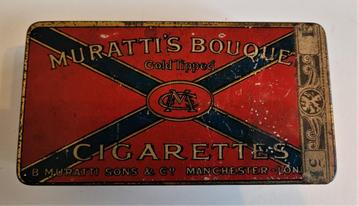 MURATTI'S BOUQUE
Gold Tipped
CIGARETTES
B MURATTI SONS & Co MANCHESTER LON